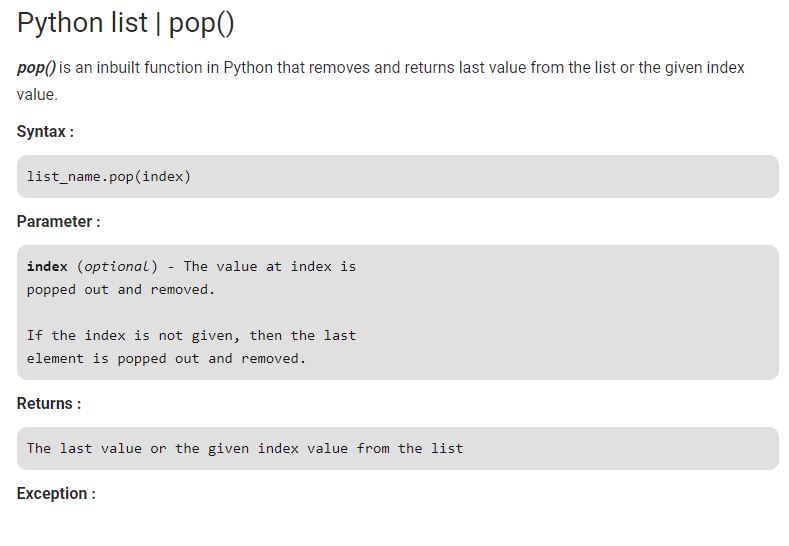 Python list | pop()
pop() is an inbuilt function in Python that removes and returns last value from the list or the given index
value.
Syntax :
list_name.pop(index)
Parameter :
index (optional) - The value at index is
popped out and removed.
If the index is not given, then the last
element is popped out and removed.
Returns :
The last value or the given index value from the list
Exception :